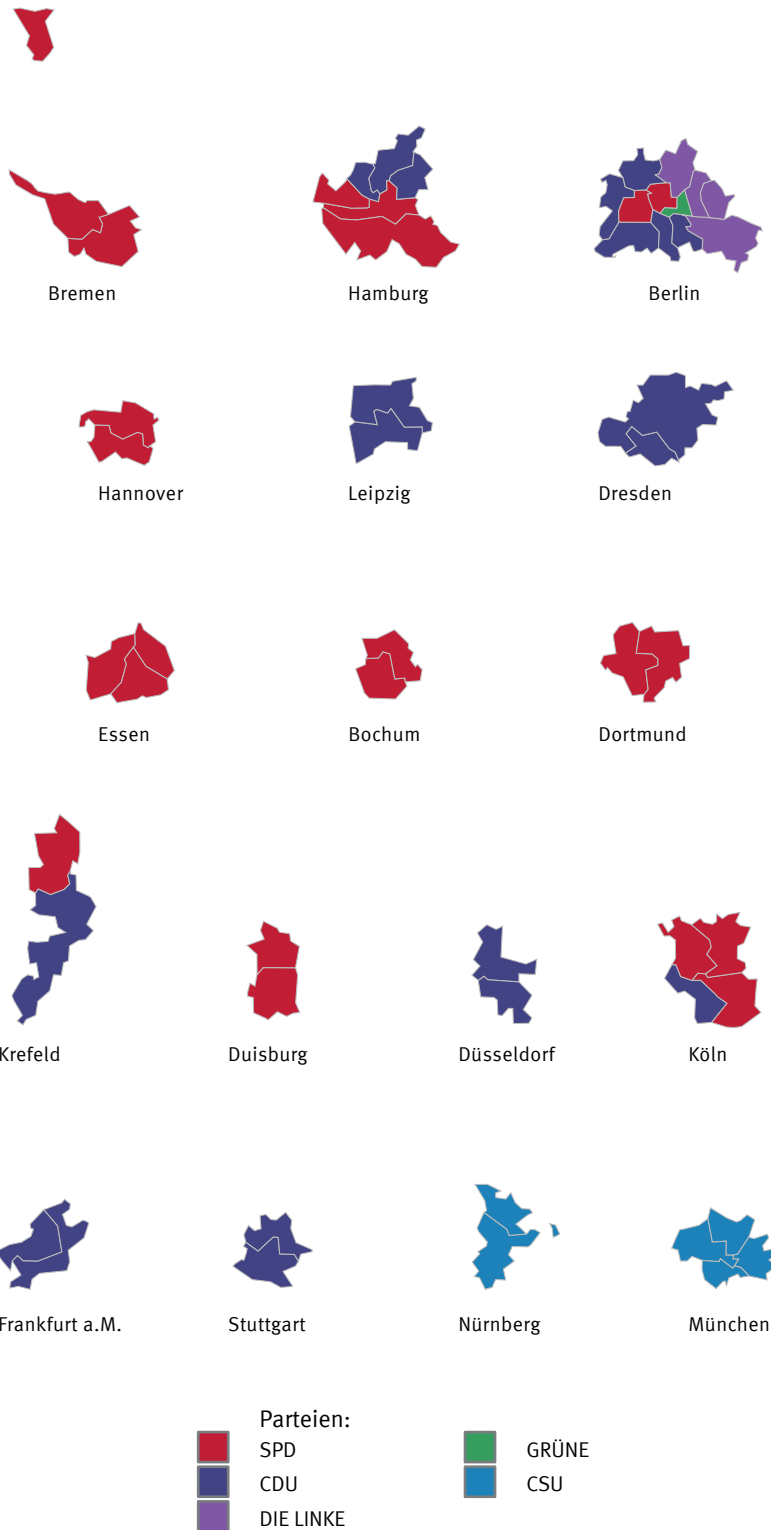 Bremen Hamburg Berlin
Hannover Leipzig Dresden
Essen Bochum Dortmund
Krefeld Duisburg Düsseldorf Köln
Frankfurt a.M. Stuttgart Nürnberg München
Parteien:
SPD GRÜNE
CDU CSU
DIE LINKE